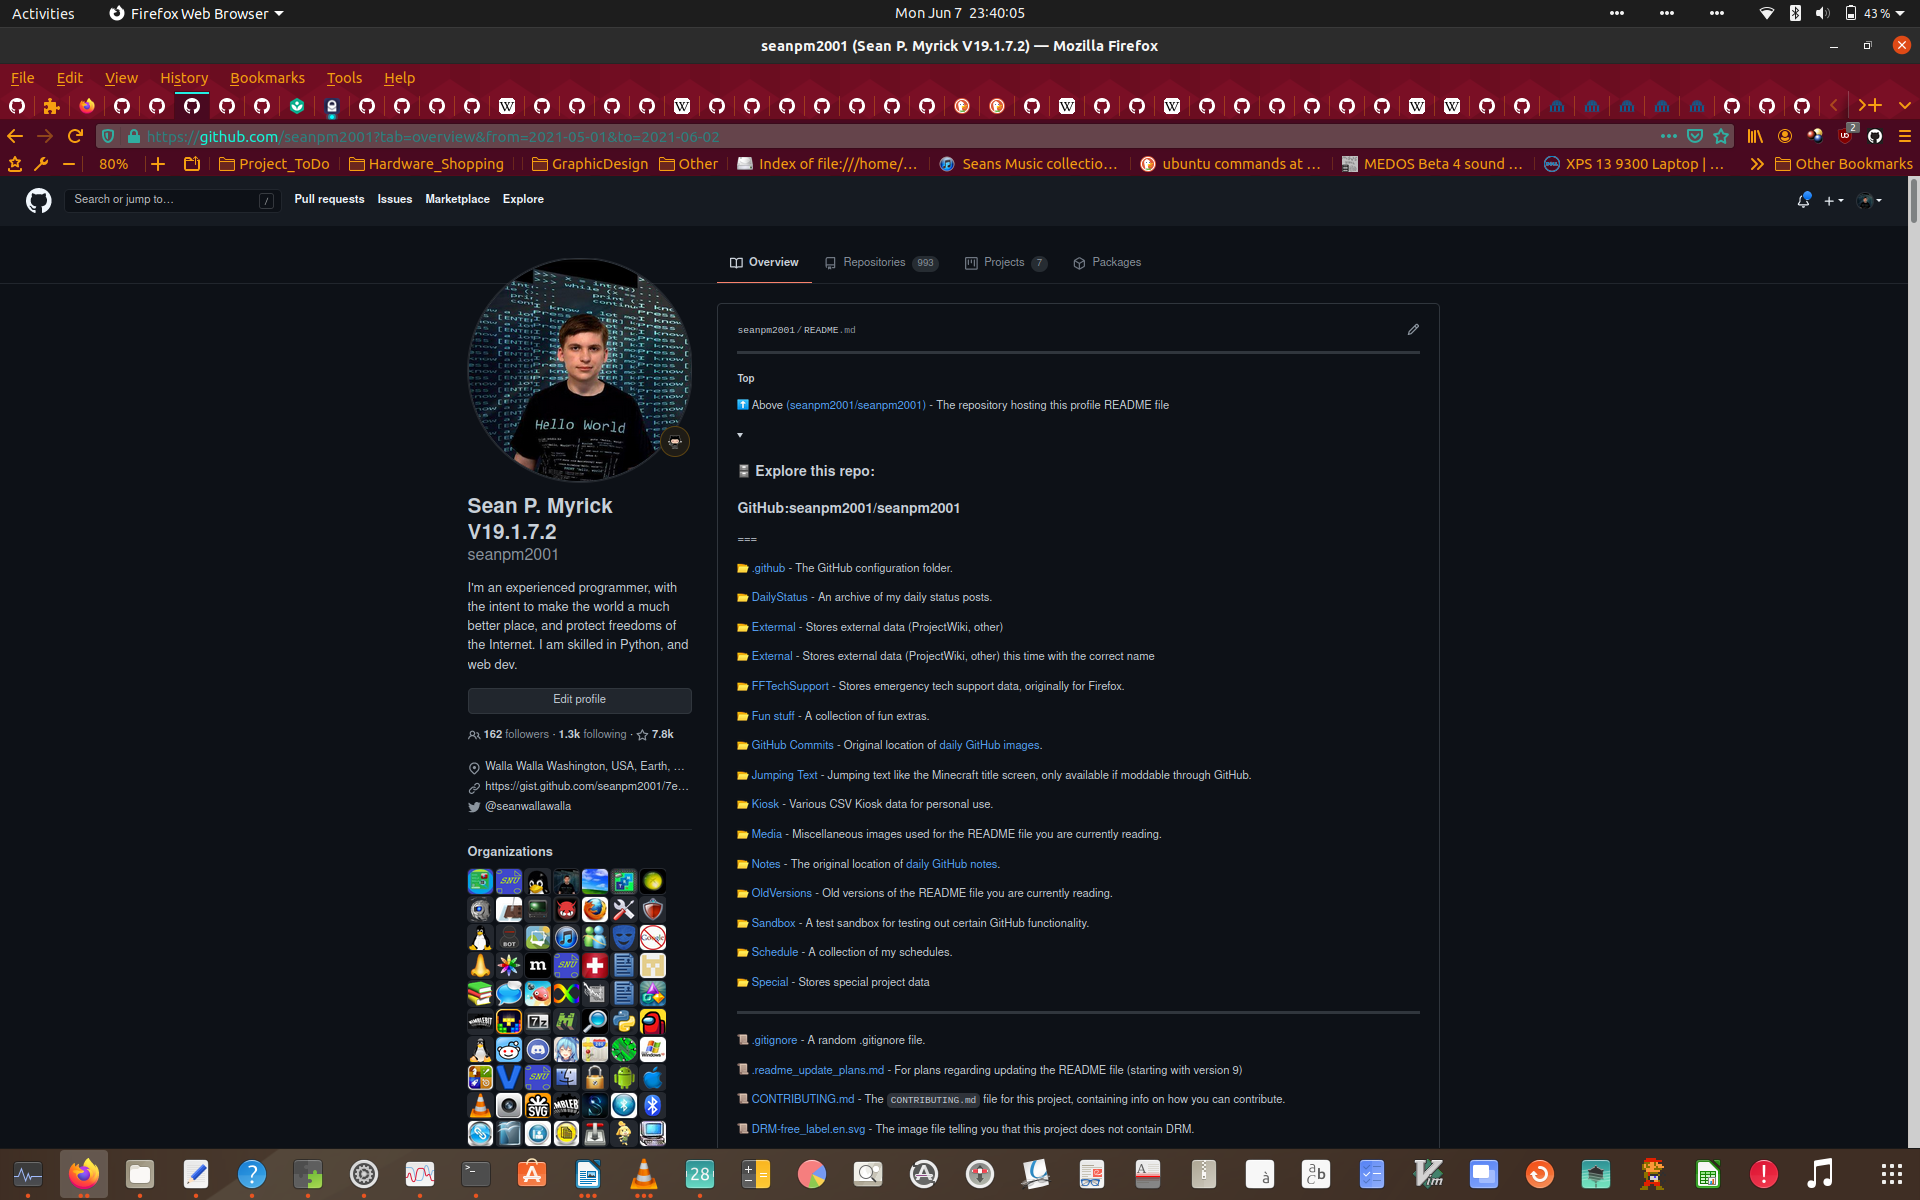 Activities
Firefox Web Browser
Mon Jun 7 23:40:05
43 %
seanpm2001 (Sean P. Myrick V19.1.7.2) — Mozilla Firefox
File Edit View History Bookmarks Tools Help
https://github.com/seanpm2001?tab=overview&from=2021-05-01&to=2021-06-02
2
80%
Project_ToDo
Hardware_Shopping
GraphicDesign
Other
Index of file:///home/…
Seans Music collectio…
ubuntu commands at …
MEDOS Beta 4 sound …
XPS 13 9300 Laptop | …
Other Bookmarks
Search or jump to…
/
Pull requests Issues Marketplace Explore
Overview
Repositories 993
Projects 7
Packages
Hello World
Sean P. Myrick
V19.1.7.2
seanpm2001
I'm an experienced programmer, with
the intent to make the world a much
better place, and protect freedoms of
the Internet. I am skilled in Python, and
web dev.
Edit profile
162 followers · 1.3k following · 7.8k
Walla Walla Washington, USA, Earth, …
https://gist.github.com/seanpm2001/7e…
@seanwallawalla
Organizations
seanpm2001/README.md
Top
Above (seanpm2001/seanpm2001) - The repository hosting this profile README file
Explore this repo:
GitHub:seanpm2001/seanpm2001
===
.github - The GitHub configuration folder.
DailyStatus - An archive of my daily status posts.
Extermal - Stores external data (ProjectWiki, other)
External - Stores external data (ProjectWiki, other) this time with the correct name
FFTechSupport - Stores emergency tech support data, originally for Firefox.
Fun stuff - A collection of fun extras.
GitHub Commits - Original location of daily GitHub images.
Jumping Text - Jumping text like the Minecraft title screen, only available if moddable through GitHub.
Kiosk - Various CSV Kiosk data for personal use.
Media - Miscellaneous images used for the README file you are currently reading.
Notes - The original location of daily GitHub notes.
OldVersions - Old versions of the README file you are currently reading.
Sandbox - A test sandbox for testing out certain GitHub functionality.
Schedule - A collection of my schedules.
Special - Stores special project data
.gitignore - A random .gitignore file.
.readme_update_plans.md - For plans regarding updating the README file (starting with version 9)
CONTRIBUTING.md - The CONTRIBUTING.md file for this project, containing info on how you can contribute.
DRM-free_label.en.svg - The image file telling you that this project does not contain DRM.
28